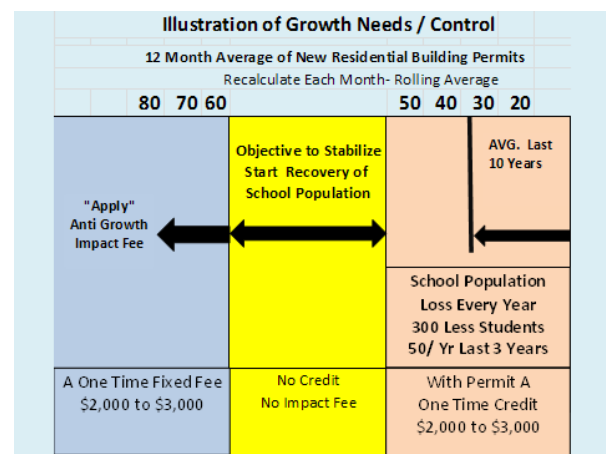 Illustration of Growth Needs / Control
12 Month Average of New Residential Building Permits
Recalculate Each Month- Rolling Average
80 70 60 50 40 30 20
"Apply"
Anti Growth
Impact Fee
Objective to Stabilize
Start Recovery of
School Population
AVG. Last
10 Years
School Population
Loss Every Year
300 Less Students
50/ Yr Last 3 Years
A One Time Fixed Fee
$2,000 to $3,000
No Credit
No Impact Fee
With Permit A
One Time Credit
$2,000 to $3,000